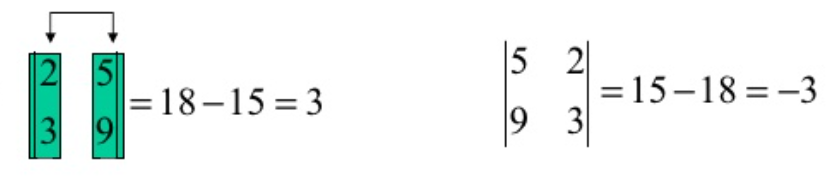 |2 5|
|3 9| = 18 − 15 = 3
|5 2|
|9 3| = 15 − 18 = −3